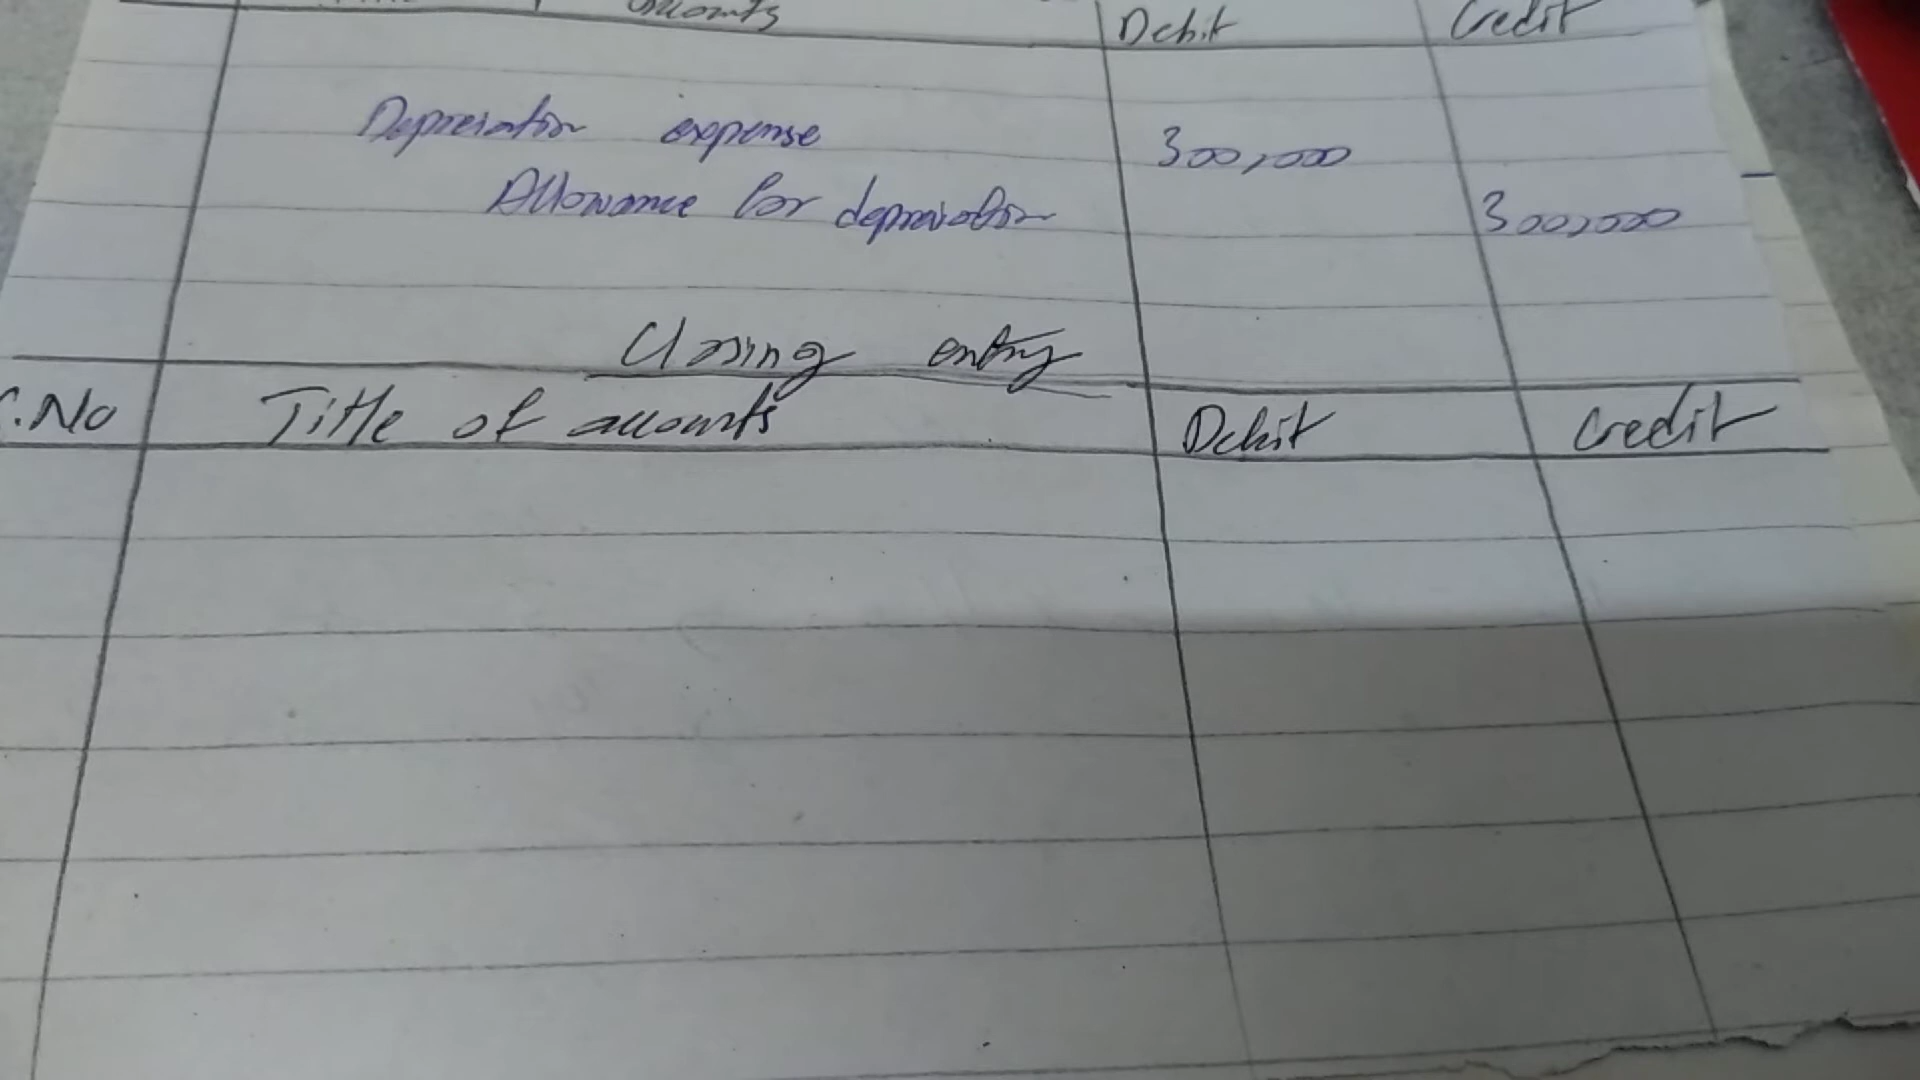 accounts Debit Credit
Depreciation expense 300,000
Allowance for depreciation 300,000
Closing entry
S.No Title of accounts Debit Credit